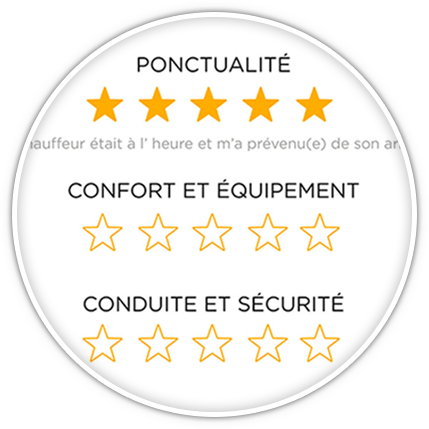 PONCTUALITÉ
était à l' heure et m'a prévenu(e) de son
CONFORT ET ÉQUIPEMENT
CONDUITE ET SÉCURITÉ